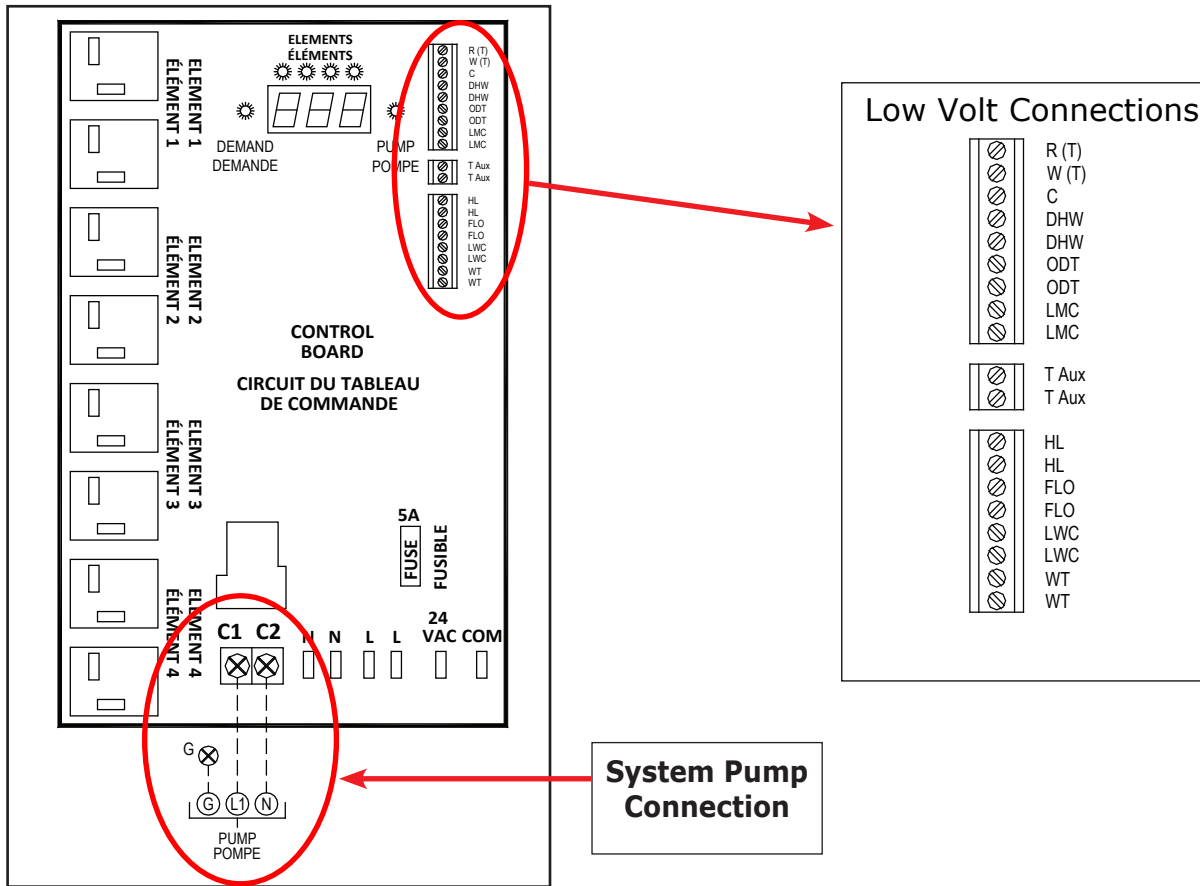 ELEMENTS
ÉLÉMENTS
DEMAND
DEMANDE
PUMP
POMPE
R (T)
W (T)
C
DHW
DHW
ODT
ODT
LMC
LMC
T Aux
T Aux
HL
HL
FLO
FLO
LWC
LWC
WT
WT
ELEMENT 1
ÉLÉMENT 1
ELEMENT 2
ÉLÉMENT 2
ELEMENT 3
ÉLÉMENT 3
ELEMENT 4
ÉLÉMENT 4
CONTROL
BOARD
CIRCUIT DU TABLEAU
DE COMMANDE
5A
FUSE
FUSIBLE
C1 C2 N N L L
24
VAC COM
G
G L1 N
PUMP
POMPE
System Pump
Connection
Low Volt Connections
R (T)
W (T)
C
DHW
DHW
ODT
ODT
LMC
LMC
T Aux
T Aux
HL
HL
FLO
FLO
LWC
LWC
WT
WT